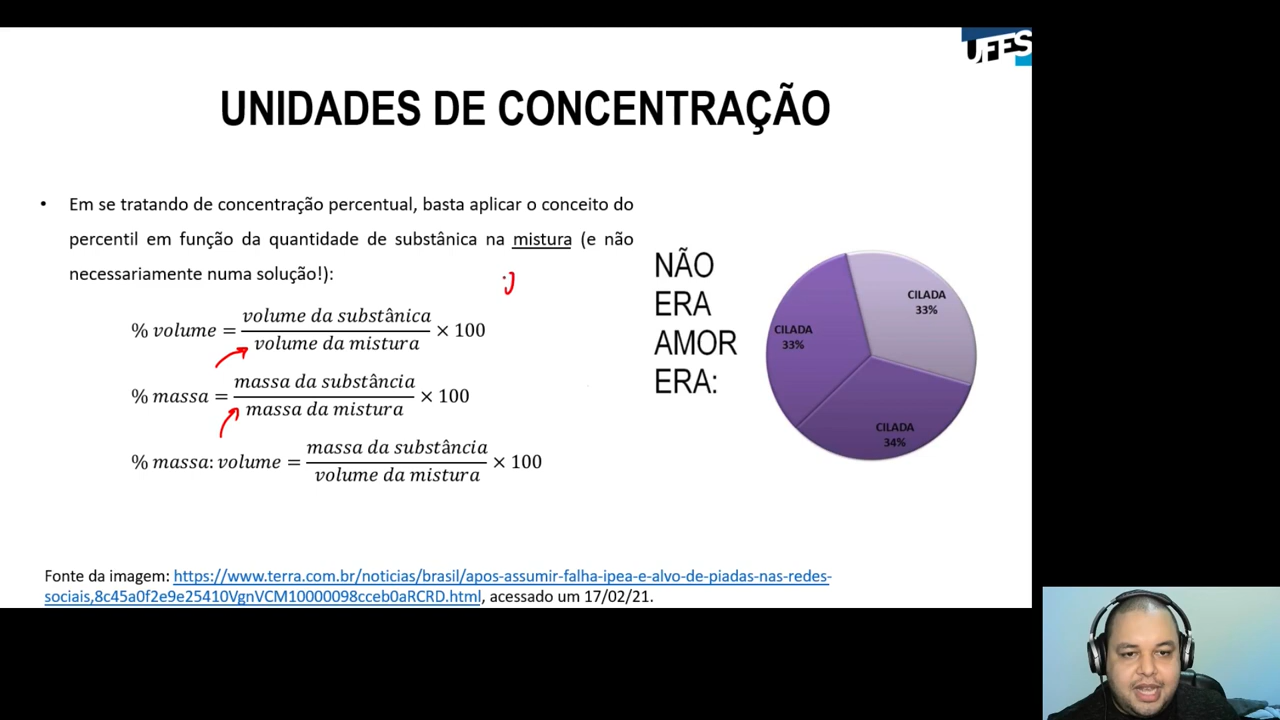 UFES
UNIDADES DE CONCENTRAÇÃO
• Em se tratando de concentração percentual, basta aplicar o conceito do
percentil em função da quantidade de substânica na mistura (e não
necessariamente numa solução!):
% volume = volume da substânica / volume da mistura × 100
% massa = massa da substância / massa da mistura × 100
% massa: volume = massa da substância / volume da mistura × 100
NÃO
ERA
AMOR
ERA:
CILADA
33%
CILADA
33%
CILADA
34%
Fonte da imagem: https://www.terra.com.br/noticias/brasil/apos-assumir-falha-ipea-e-alvo-de-piadas-nas-redes-
sociais,8c45a0f2e9e25410VgnVCM10000098cceb0aRCRD.html, acessado um 17/02/21.